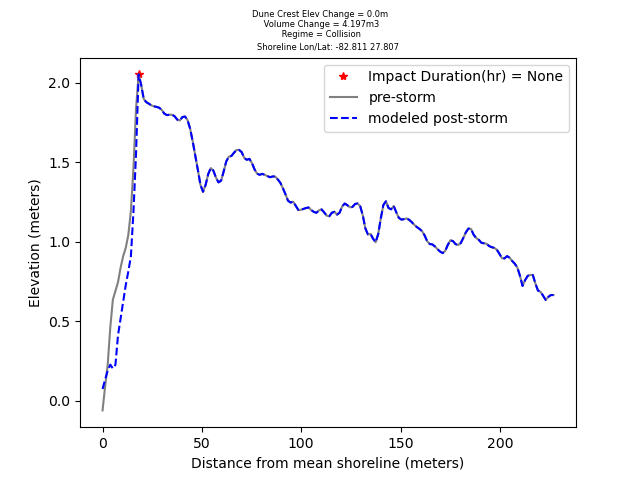 Dune Crest Elev Change = 0.0m
Volume Change = 4.197m3
Regime = Collision
Shoreline Lon/Lat: -82.811 27.807
Impact Duration(hr) = None
pre-storm
modeled post-storm
Elevation (meters)
2.0
1.5
1.0
0.5
0.0
0 50 100 150 200
Distance from mean shoreline (meters)